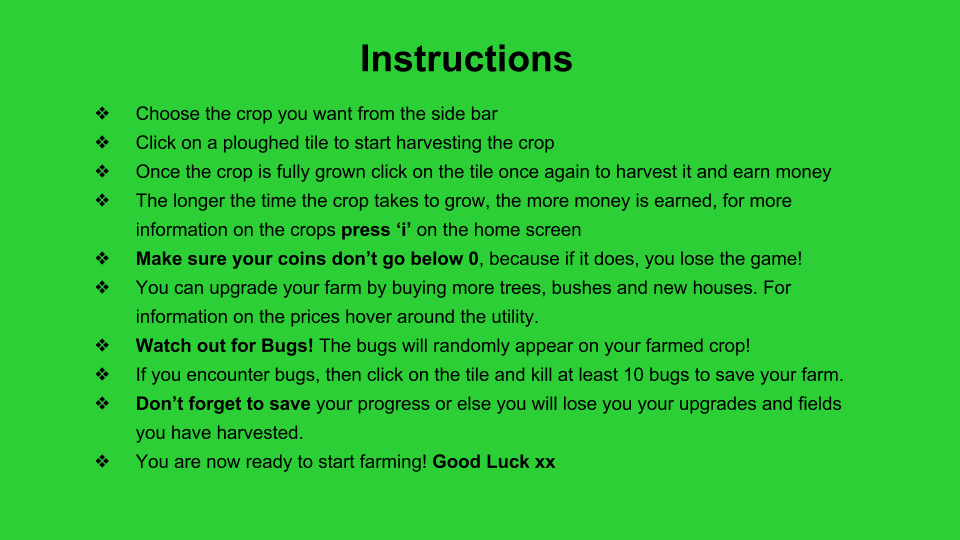 Instructions
❖ Choose the crop you want from the side bar
❖ Click on a ploughed tile to start harvesting the crop
❖ Once the crop is fully grown click on the tile once again to harvest it and earn money
❖ The longer the time the crop takes to grow, the more money is earned, for more
information on the crops press ‘i’ on the home screen
❖ Make sure your coins don’t go below 0, because if it does, you lose the game!
❖ You can upgrade your farm by buying more trees, bushes and new houses. For
information on the prices hover around the utility.
❖ Watch out for Bugs! The bugs will randomly appear on your farmed crop!
❖ If you encounter bugs, then click on the tile and kill at least 10 bugs to save your farm.
❖ Don’t forget to save your progress or else you will lose you your upgrades and fields
you have harvested.
❖ You are now ready to start farming! Good Luck xx